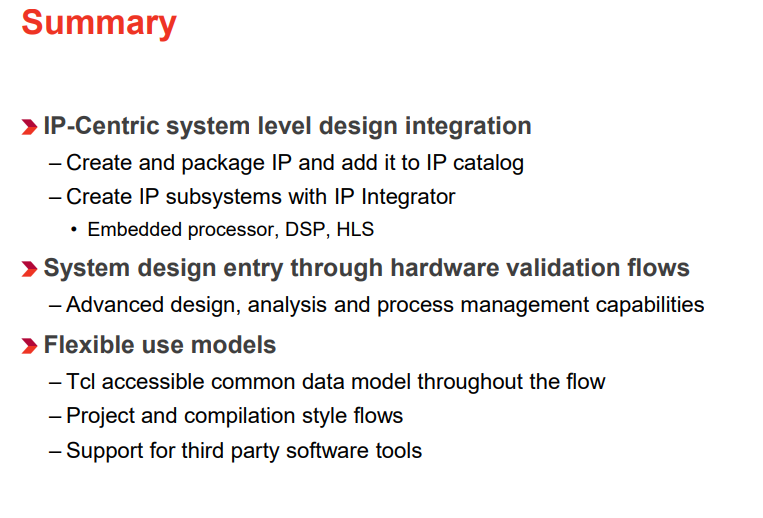 Summary
IP-Centric system level design integration
– Create and package IP and add it to IP catalog
– Create IP subsystems with IP Integrator
• Embedded processor, DSP, HLS
System design entry through hardware validation flows
– Advanced design, analysis and process management capabilities
Flexible use models
– Tcl accessible common data model throughout the flow
– Project and compilation style flows
– Support for third party software tools